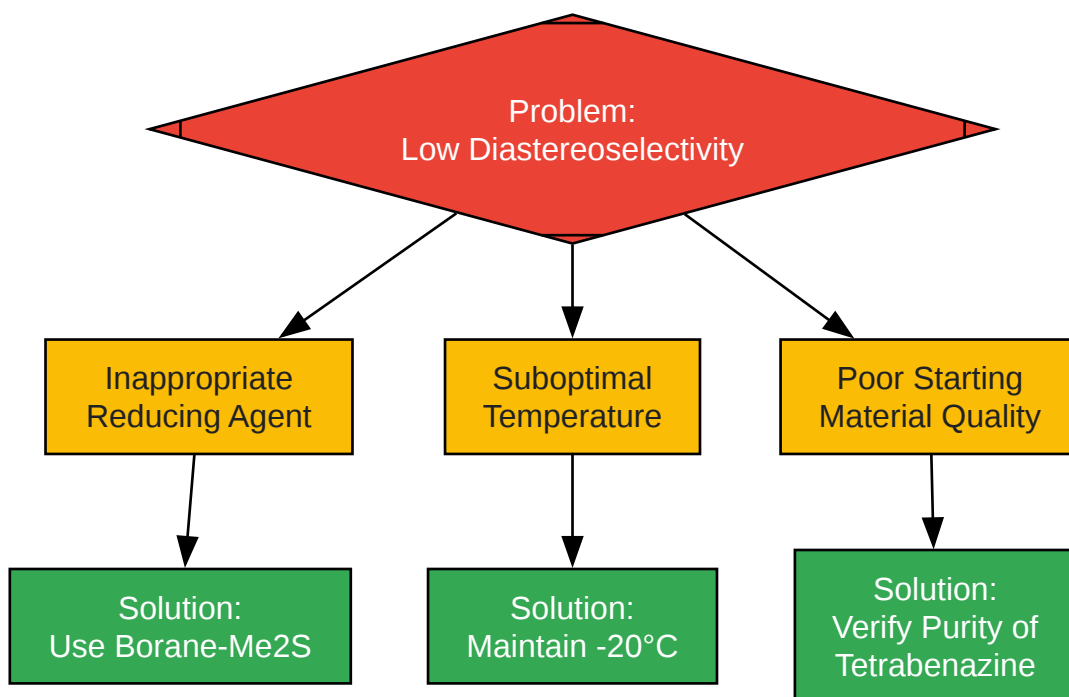 Problem:
Low Diastereoselectivity
Inappropriate
Reducing Agent
Suboptimal
Temperature
Poor Starting
Material Quality
Solution:
Use Borane-Me2S
Solution:
Maintain -20°C
Solution:
Verify Purity of
Tetrabenazine